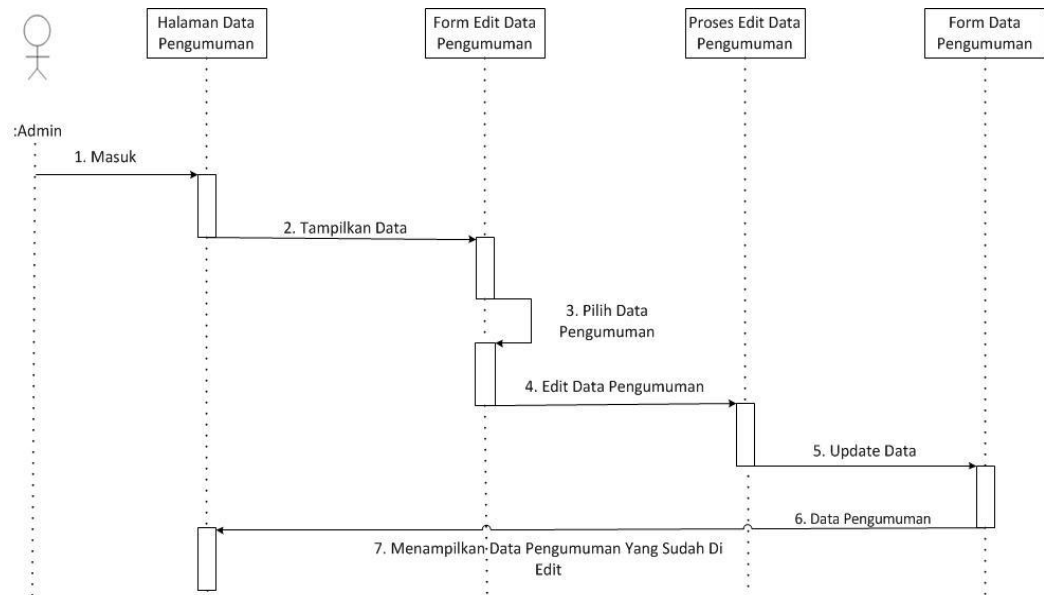 Halaman Data
Pengumuman
Form Edit Data
Pengumuman
Proses Edit Data
Pengumuman
Form Data
Pengumuman
:Admin
1. Masuk
2. Tampilkan Data
3. Pilih Data
Pengumuman
4. Edit Data Pengumuman
5. Update Data
6. Data Pengumuman
7. Menampilkan Data Pengumuman Yang Sudah Di
Edit